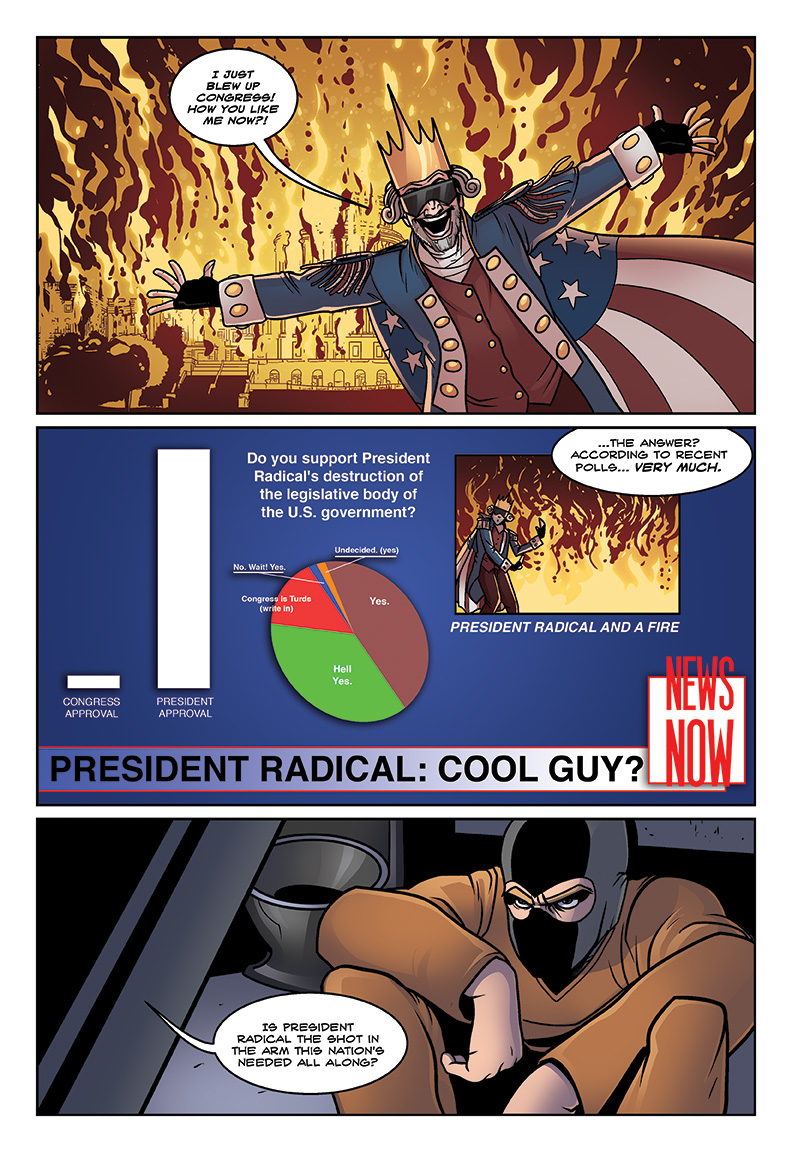 I JUST
BLEW UP
CONGRESS!
HOW YOU LIKE
ME NOW?!
...THE ANSWER?
ACCORDING TO RECENT
POLLS... VERY MUCH.
Do you support President
Radical's destruction of
the legislative body of
the U.S. government?
Undecided. (yes)
No. Wait! Yes.
Congress Is Turds
(write in)
Yes.
Hell
Yes.
PRESIDENT RADICAL AND A FIRE
CONGRESS
APPROVAL
PRESIDENT
APPROVAL
NEWS
NOW
PRESIDENT RADICAL: COOL GUY?
IS PRESIDENT
RADICAL THE SHOT IN
THE ARM THIS NATION'S
NEEDED ALL ALONG?